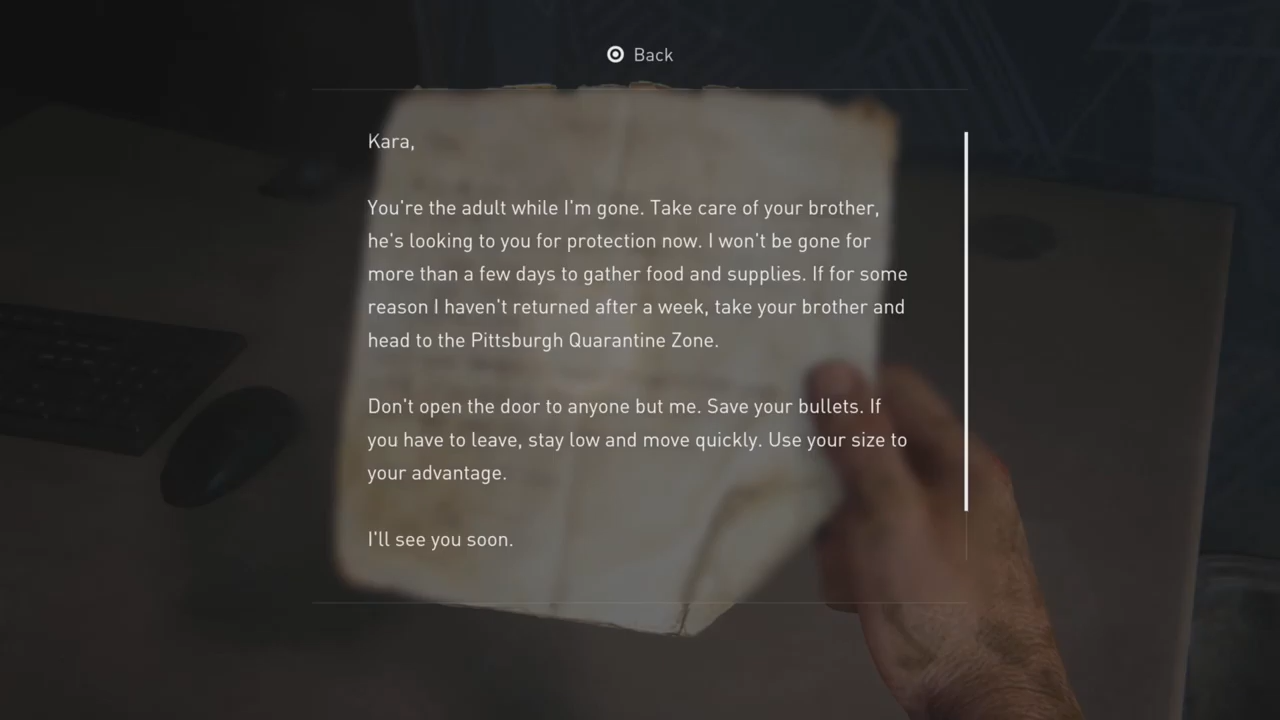 Back
Kara,
You're the adult while I'm gone. Take care of your brother,
he's looking to you for protection now. I won't be gone for
more than a few days to gather food and supplies. If for some
reason I haven't returned after a week, take your brother and
head to the Pittsburgh Quarantine Zone.
Don't open the door to anyone but me. Save your bullets. If
you have to leave, stay low and move quickly. Use your size to
your advantage.
I'll see you soon.